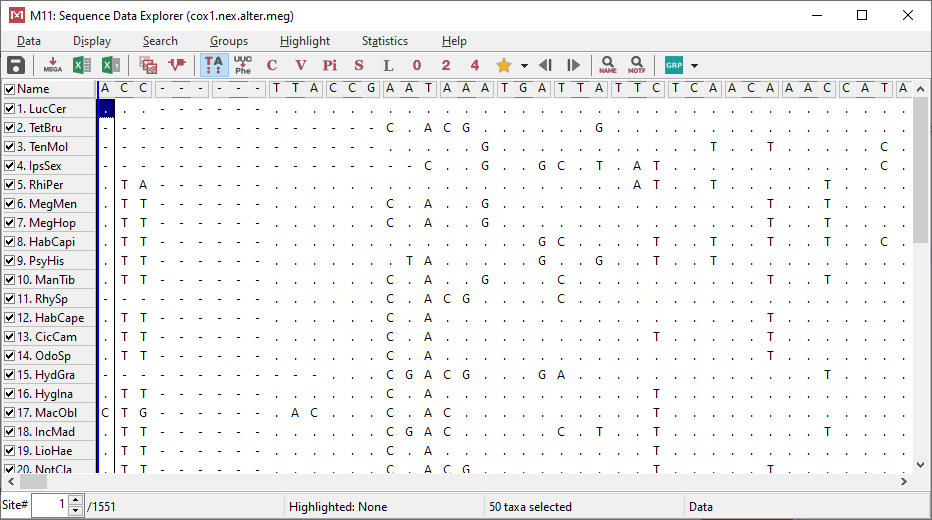 M11: Sequence Data Explorer (cox1.nex.alter.meg)
Data Display Search Groups Highlight Statistics Help
MEGA UUC Phe C V Pi S L 0 2 4 NAME MOTIF GRP
Name A C C - - - - - - T T A C C G A A T A A A T G A T T A T T C T C A A C A A A C C A T A
1. LucCer . . . - - - - - - . . . . . . . . . . . . . . . . . . . . . . . . . . . . . . . . . .
2. TetBru - - - - - - - - - - - - - - - C . A C G . . . . . . G . . . . . . . . . . . . . . . .
3. TenMol - - - - - - - - - - - - - - - . . . . . G . . . . . . . . . . . T . . T . . . . . C .
4. IpsSex - - - - - - - - - - - - - - - - - C . . G . . G C . T . A T . . . . . . . . . . . C .
5. RhiPer . T A - - - - - - . . . . . . . . . . . . . . . . . . . A T . . T . . . . . T . . . .
6. MegMen . T T - - - - - - . . . . . . C . A . . G . . . . . . . . . . . . . . T . . T . . . .
7. MegHop . T T - - - - - - . . . . . . C . A . . G . . . . . . . . . . . . . . T . . T . . . .
8. HabCapi . T T - - - - - - . . . . . . . . . . . . . . G C . . . . T . . T . . T . . T . . C .
9. PsyHis . T T - - - - - - . . . . . . . T A . . . . . G . . G . . T . . T . . . . . . . . . .
10. ManTib . T T - - - - - - . . . . . . C . A . . G . . . C . . . . . . . . . . T . . T . . . .
11. RhySp - - - - - - - - - - - - - - - C . A C G . . . . C . . . . . . . . . . . . . . . . . .
12. HabCape . T T - - - - - - . . . . . . C . A . . . . . . . . . . . . . . . . . T . . . . . . .
13. CicCam . T T - - - - - - . . . . . . C . A . . . . . . . . . . . T . . . . . T . . . . . . .
14. OdoSp . T T - - - - - - . . . . . . C . A . . . . . . . . . . . . . . . . . T . . . . . . .
15. HydGra - - - - - - - - - - - - . . . C G A C G . . . G A . . . . . . . . . . . . . T . . . .
16. HygIna . T T - - - - - - . . . . . . C . A . . . . . . . . . . . T . . . . . . . . . . . . .
17. MacObl C T G - - - - - - . A C . . . C . A C . . . . . . . . . . T . . . . . . . . . . . . .
18. IncMad . T T - - - - - - . . . . . . C G A C . . . . . C . T . . T . . . . . . . . T . . . .
19. LioHae . T T - - - - - - . . . . . . C . A C . . . . . . . . . . T . . . . . . . . . . . . .
20. NotCla . T T - - - - - - . . . . . . C . A C G . . . . . . . . . T . . . . . T . . . . . . .
Site# 1 /1551 Highlighted: None 50 taxa selected Data